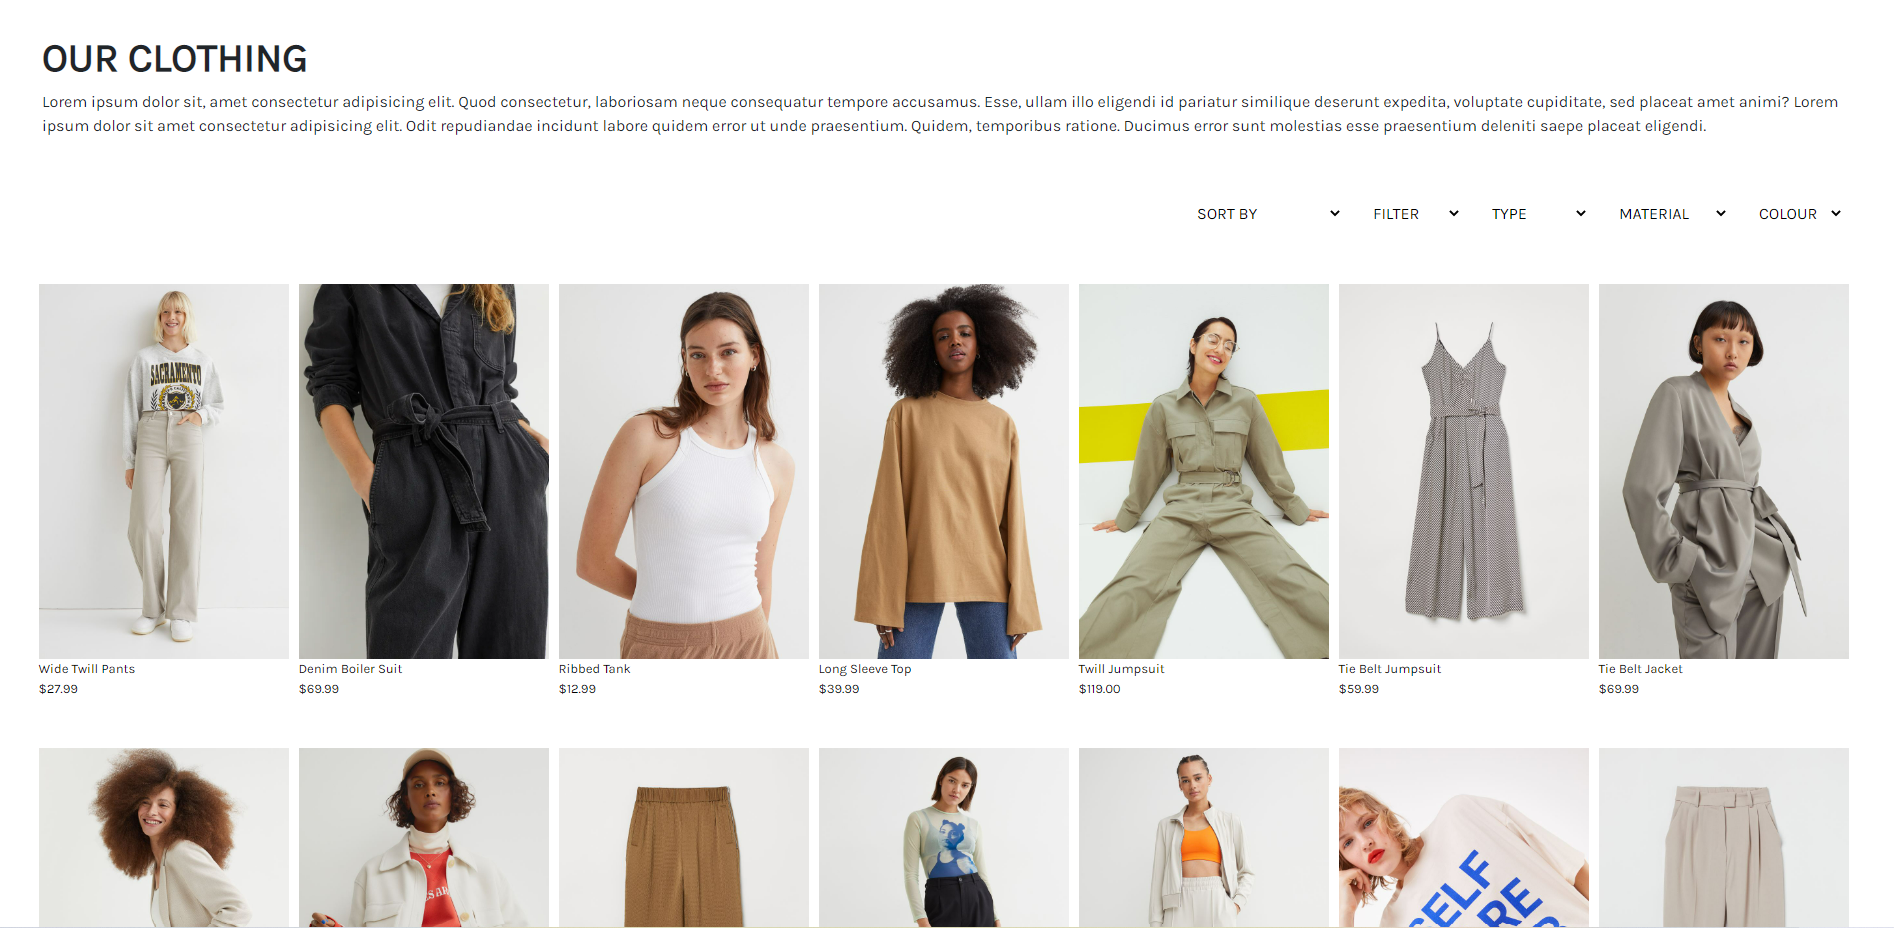 OUR CLOTHING
Lorem ipsum dolor sit, amet consectetur adipisicing elit. Quod consectetur, laboriosam neque consequatur tempore accusamus. Esse, ullam illo eligendi id pariatur similique deserunt expedita, voluptate cupiditate, sed placeat amet animi? Lorem
ipsum dolor sit amet consectetur adipisicing elit. Odit repudiandae incidunt labore quidem error ut unde praesentium. Quidem, temporibus ratione. Ducimus error sunt molestias esse praesentium deleniti saepe placeat eligendi.
SORT BY FILTER TYPE MATERIAL COLOUR
SACRAMENTO
Wide Twill Pants Denim Boiler Suit Ribbed Tank Long Sleeve Top Twill Jumpsuit Tie Belt Jumpsuit Tie Belt Jacket
$27.99 $69.99 $12.99 $39.99 $119.00 $59.99 $69.99
SELF